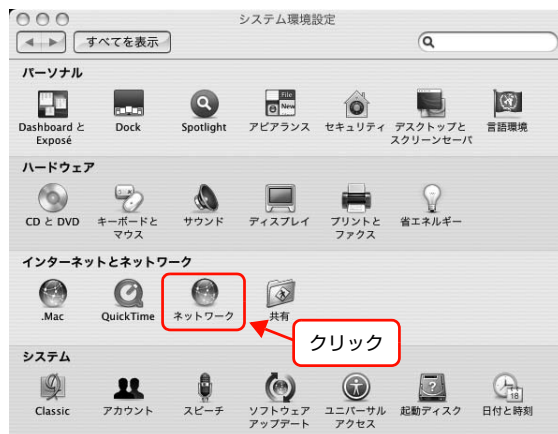 システム環境設定
すべてを表示
パーソナル
Dashboard と
Exposé
Dock
Spotlight
File
New
アピアランス
セキュリティ
デスクトップと
スクリーンセーバ
言語環境
ハードウェア
CD と DVD
キーボードと
マウス
サウンド
ディスプレイ
プリントと
ファクス
省エネルギー
インターネットとネットワーク
.Mac
QuickTime
ネットワーク
共有
クリック
システム
Classic
アカウント
スピーチ
ソフトウェア
アップデート
ユニバーサル
アクセス
?
起動ディスク
18
日付と時刻